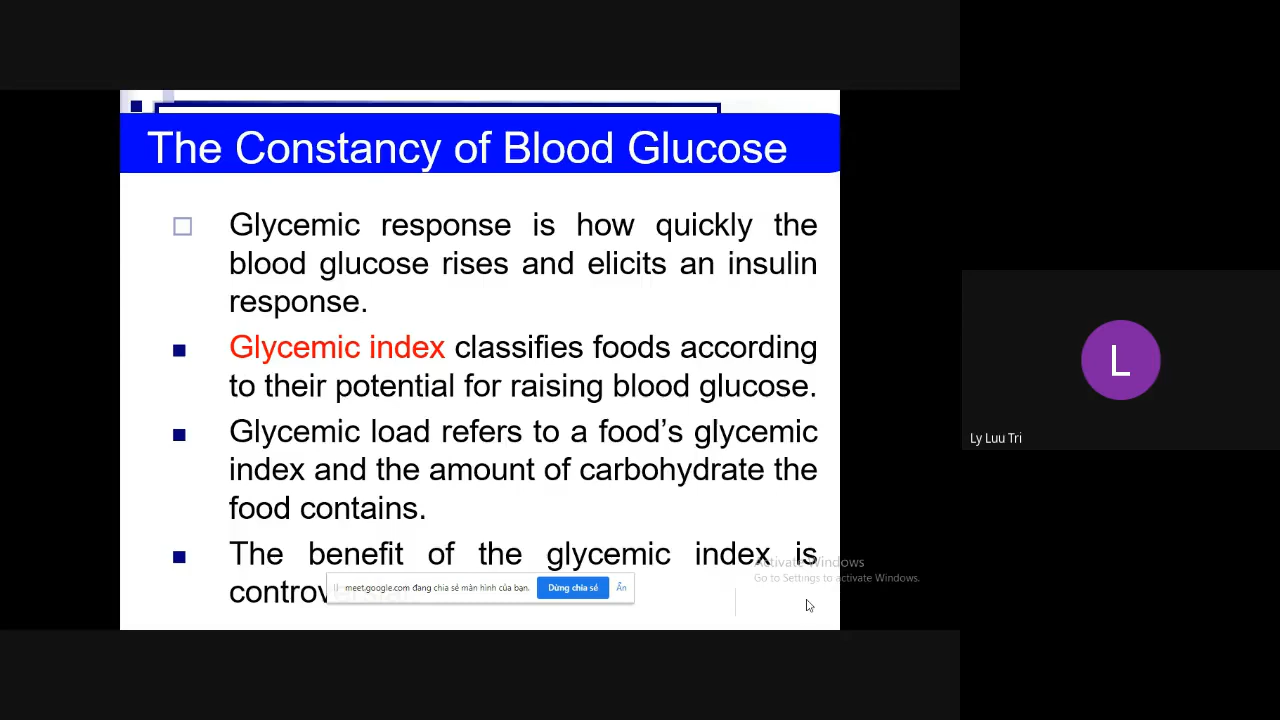 The Constancy of Blood Glucose
Glycemic response is how quickly the
blood glucose rises and elicits an insulin
response.
Glycemic index classifies foods according
to their potential for raising blood glucose.
Glycemic load refers to a food's glycemic
index and the amount of carbohydrate the
food contains.
The benefit of the glycemic index is
meet.google.com đang chia sẻ màn hình của bạn.
Dừng chia sẻ
Ẩn
Activate Windows
Go to Settings to activate Windows.
L
Ly Luu Tri